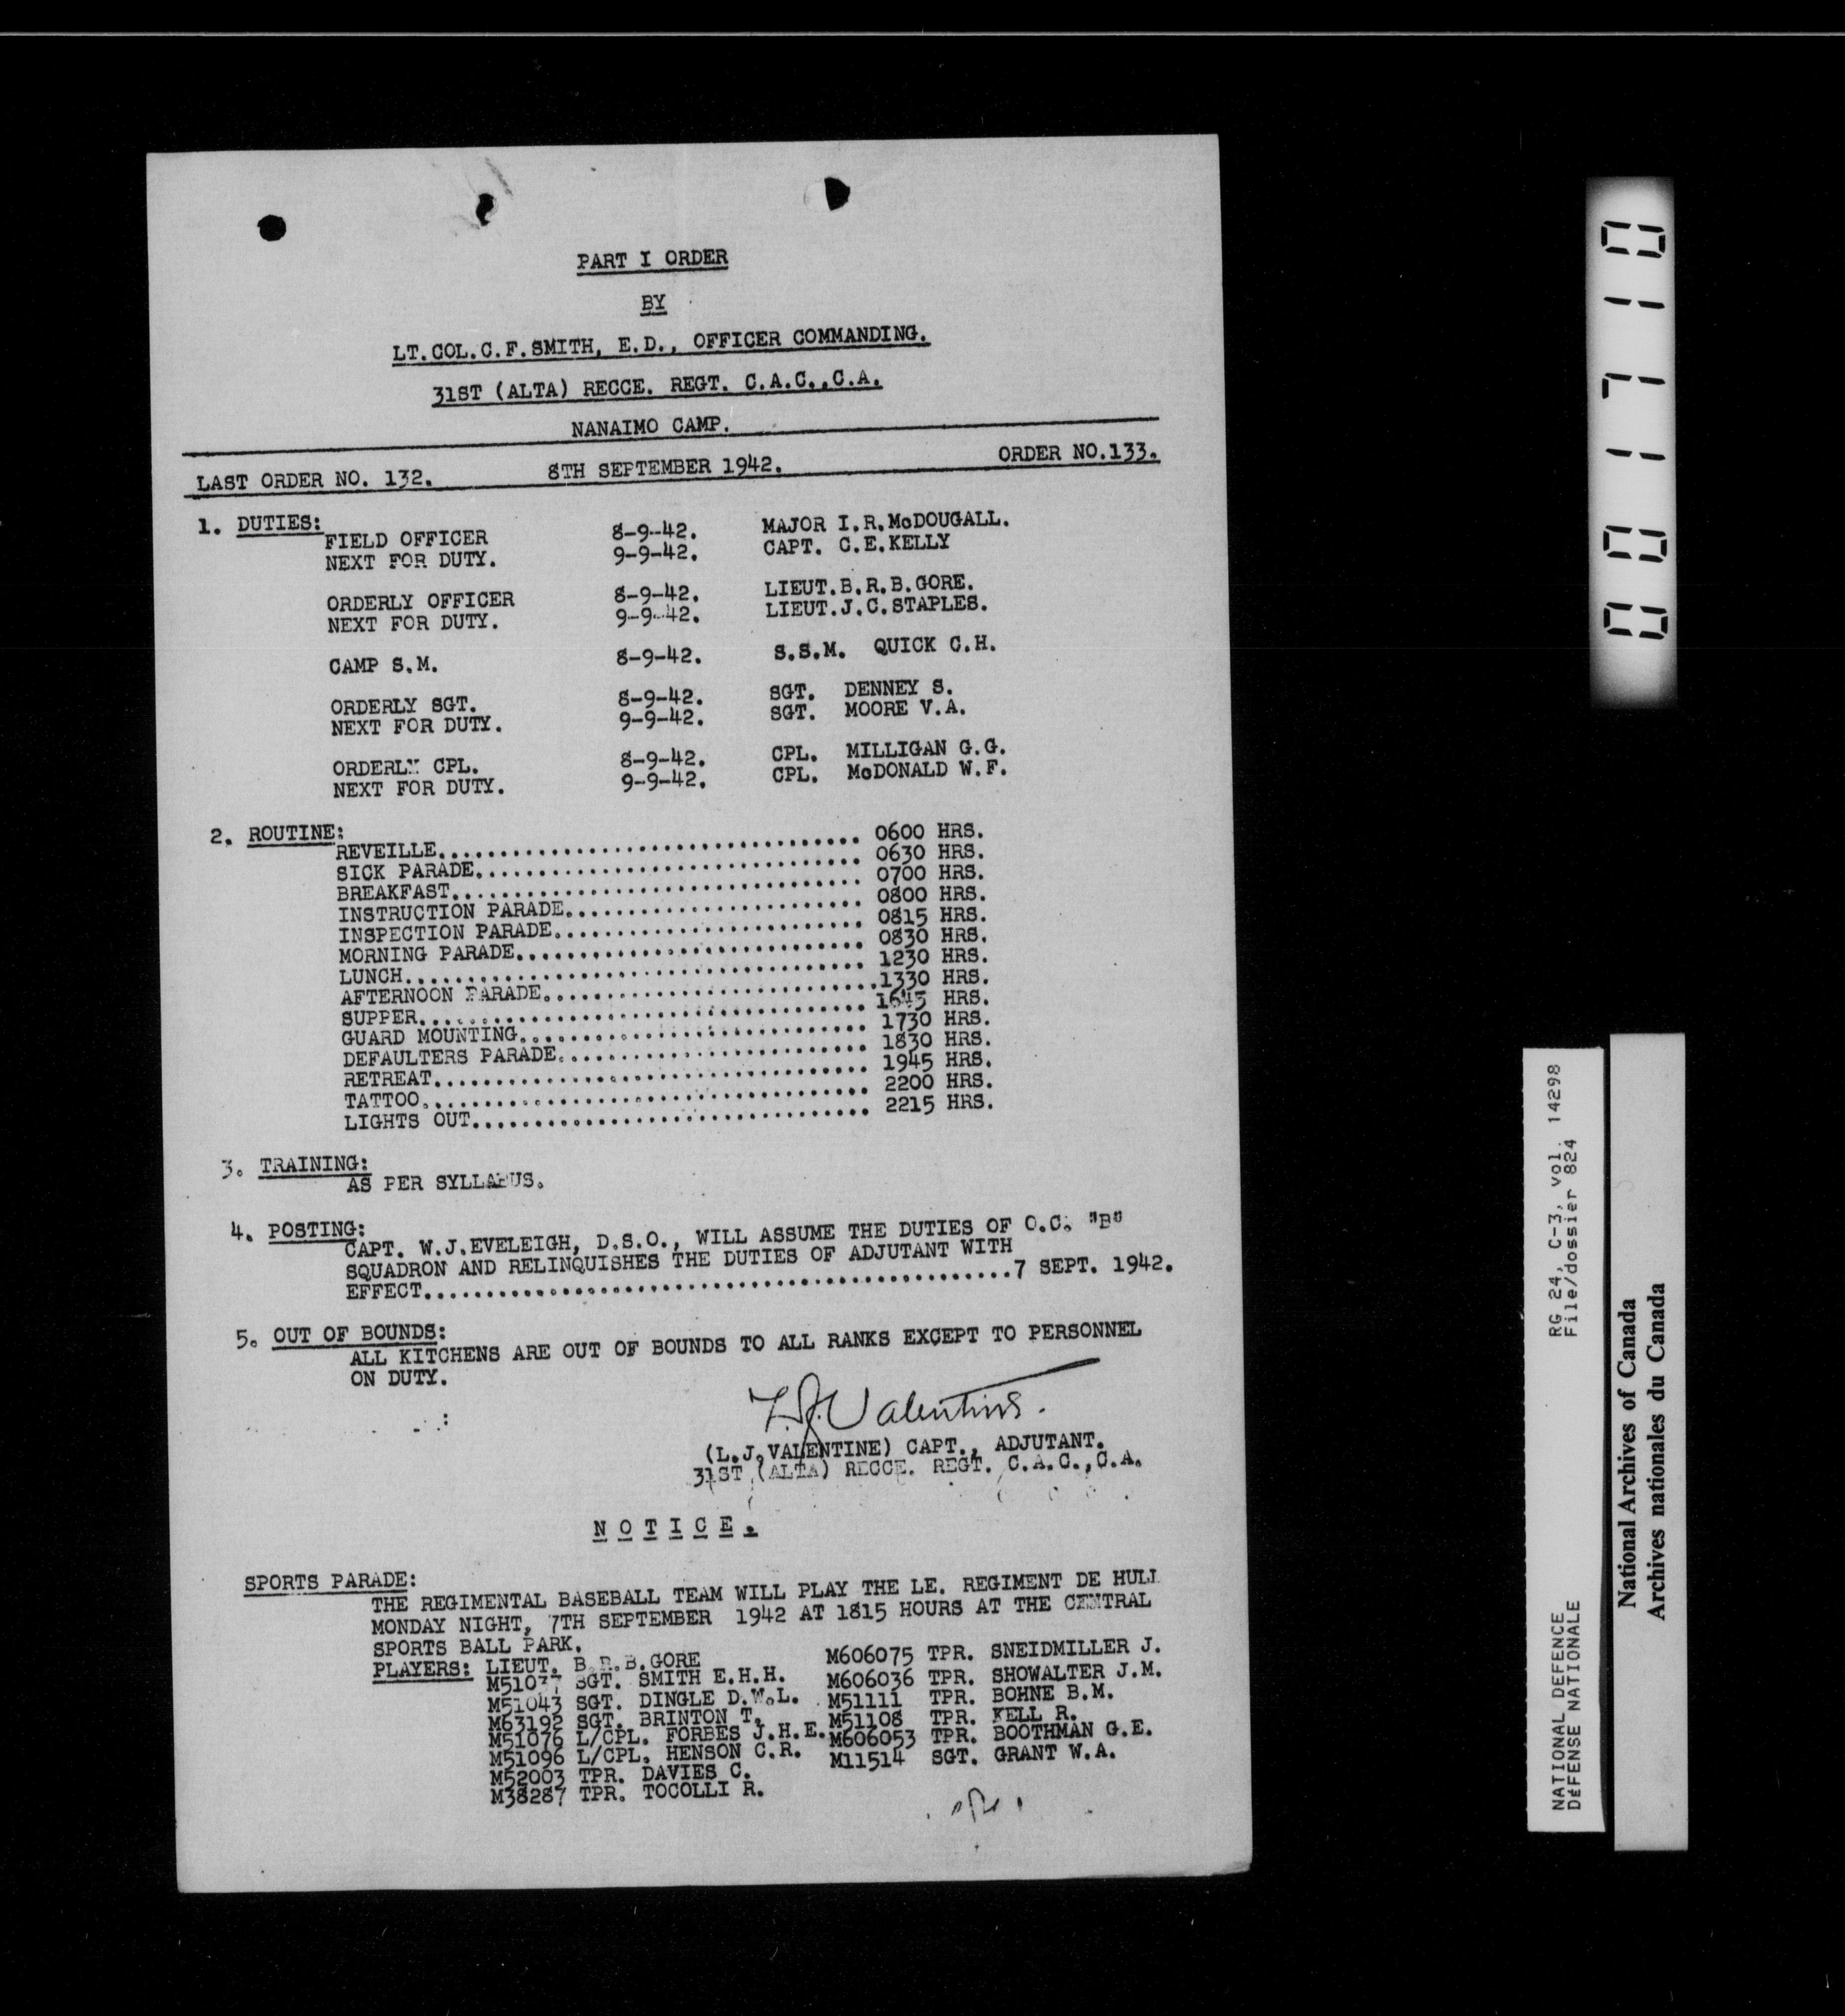 PART I ORDER
BY
LT.COL.C.F.SMITH, E.D., OFFICER COMMANDING.
31ST (ALTA) RECCE. REGT. C.A.C.,C.A.
NANAIMO CAMP.
LAST ORDER NO. 132. 8TH SEPTEMBER 1942. ORDER NO.133.
1. DUTIES:
FIELD OFFICER 8-9-42. MAJOR I.R.McDOUGALL.
NEXT FOR DUTY. 9-9-42. CAPT. C.E.KELLY
ORDERLY OFFICER 8-9-42. LIEUT.B.R.B.GORE.
NEXT FOR DUTY. 9-9-42. LIEUT.J.C.STAPLES.
CAMP S.M. 8-9-42. S.S.M. QUICK C.H.
ORDERLY SGT. 8-9-42. SGT. DENNEY S.
NEXT FOR DUTY. 9-9-42. SGT. MOORE V.A.
ORDERLY CPL. 8-9-42. CPL. MILLIGAN G.G.
NEXT FOR DUTY. 9-9-42. CPL. McDONALD W.F.
2. ROUTINE:
REVEILLE.................................. 0600 HRS.
SICK PARADE............................... 0630 HRS.
BREAKFAST................................. 0700 HRS.
INSTRUCTION PARADE........................ 0800 HRS.
INSPECTION PARADE......................... 0815 HRS.
MORNING PARADE............................ 0830 HRS.
LUNCH..................................... 1230 HRS.
AFTERNOON PARADE...........................1330 HRS.
SUPPER.................................... 1645 HRS.
GUARD MOUNTING............................ 1730 HRS.
DEFAULTERS PARADE......................... 1830 HRS.
RETREAT................................... 1945 HRS.
TATTOO.................................... 2200 HRS.
LIGHTS OUT................................ 2215 HRS.
3. TRAINING:
AS PER SYLLABUS.
4. POSTING:
CAPT. W.J.EVELEIGH, D.S.O., WILL ASSUME THE DUTIES OF O.C. "B"
SQUADRON AND RELINQUISHES THE DUTIES OF ADJUTANT WITH
EFFECT...............................................7 SEPT. 1942.
5. OUT OF BOUNDS:
ALL KITCHENS ARE OUT OF BOUNDS TO ALL RANKS EXCEPT TO PERSONNEL
ON DUTY.
L.J.Valentine.
(L.J.VALENTINE) CAPT., ADJUTANT.
31ST (ALTA) RECCE. REGT. C.A.C.,C.A.
NOTICE.
SPORTS PARADE:
THE REGIMENTAL BASEBALL TEAM WILL PLAY THE LE. REGIMENT DE HULL
MONDAY NIGHT, 7TH SEPTEMBER 1942 AT 1815 HOURS AT THE CENTRAL
SPORTS BALL PARK.
PLAYERS: LIEUT. B.R.B.GORE M606075 TPR. SNEIDMILLER J.
SGT. SMITH E.H.H. M606036 TPR. SHOWALTER J.M.
M51043 SGT. DINGLE D.W.L. M51111 TPR. BOHNE B.M.
M63192 SGT. BRINTON T. M51108 TPR. KELL R.
M51076 L/CPL. FORBES J.H.E. M606053 TPR. BOOTHMAN G.E.
M51096 L/CPL. HENSON C.R. M11514 SGT. GRANT W.A.
M52003 TPR. DAVIES C.
M38287 TPR. TOCOLLI R.
001710
NATIONAL DEFENCE RG 24, C-3, vol. 14298
DéFENSE NATIONALE File/dossier 824
National Archives of Canada
Archives nationales du Canada